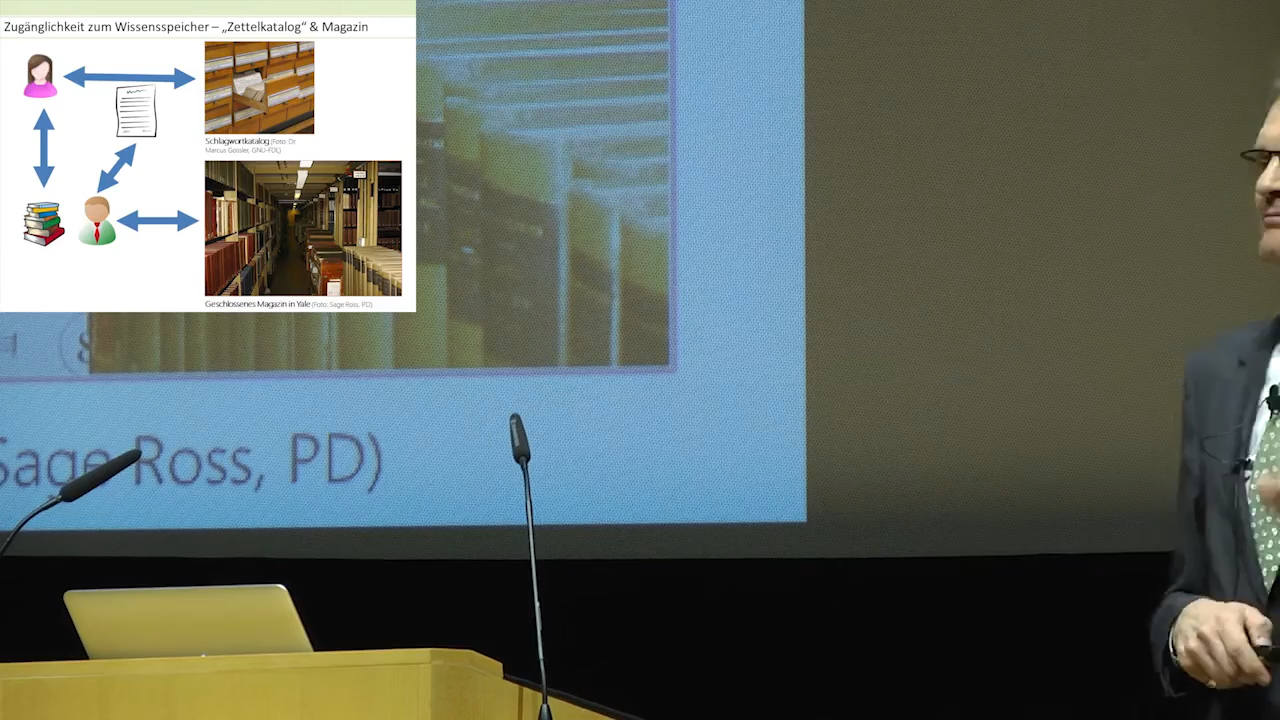 Zugänglichkeit zum Wissensspeicher – „Zettelkatalog“ & Magazin
Schlagwortkatalog (Foto: Dr.
Marcus Gossler, GNU-FDL)
Geschlossenes Magazin in Yale (Foto: Sage Ross, PD)
Sage Ross, PD)